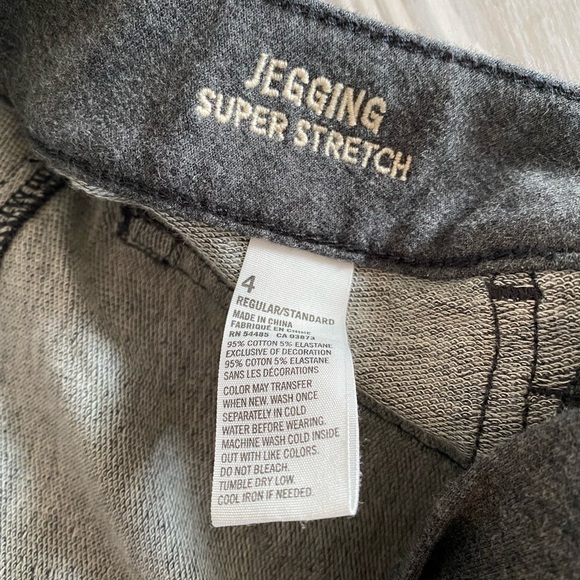 JEGGING
SUPER STRETCH
4
REGULAR/STANDARD
MADE IN CHINA
FABRIQUÉ EN CHINE
RN 54485 CA 03873
95% COTTON 5% ELASTANE
EXCLUSIVE OF DECORATION
95% COTON 5% ELASTANE
SANS LES DÉCORATIONS
COLOR MAY TRANSFER
WHEN NEW. WASH ONCE
SEPARATELY IN COLD
WATER BEFORE WEARING.
MACHINE WASH COLD INSIDE
OUT WITH LIKE COLORS.
DO NOT BLEACH.
TUMBLE DRY LOW.
COOL IRON IF NEEDED.